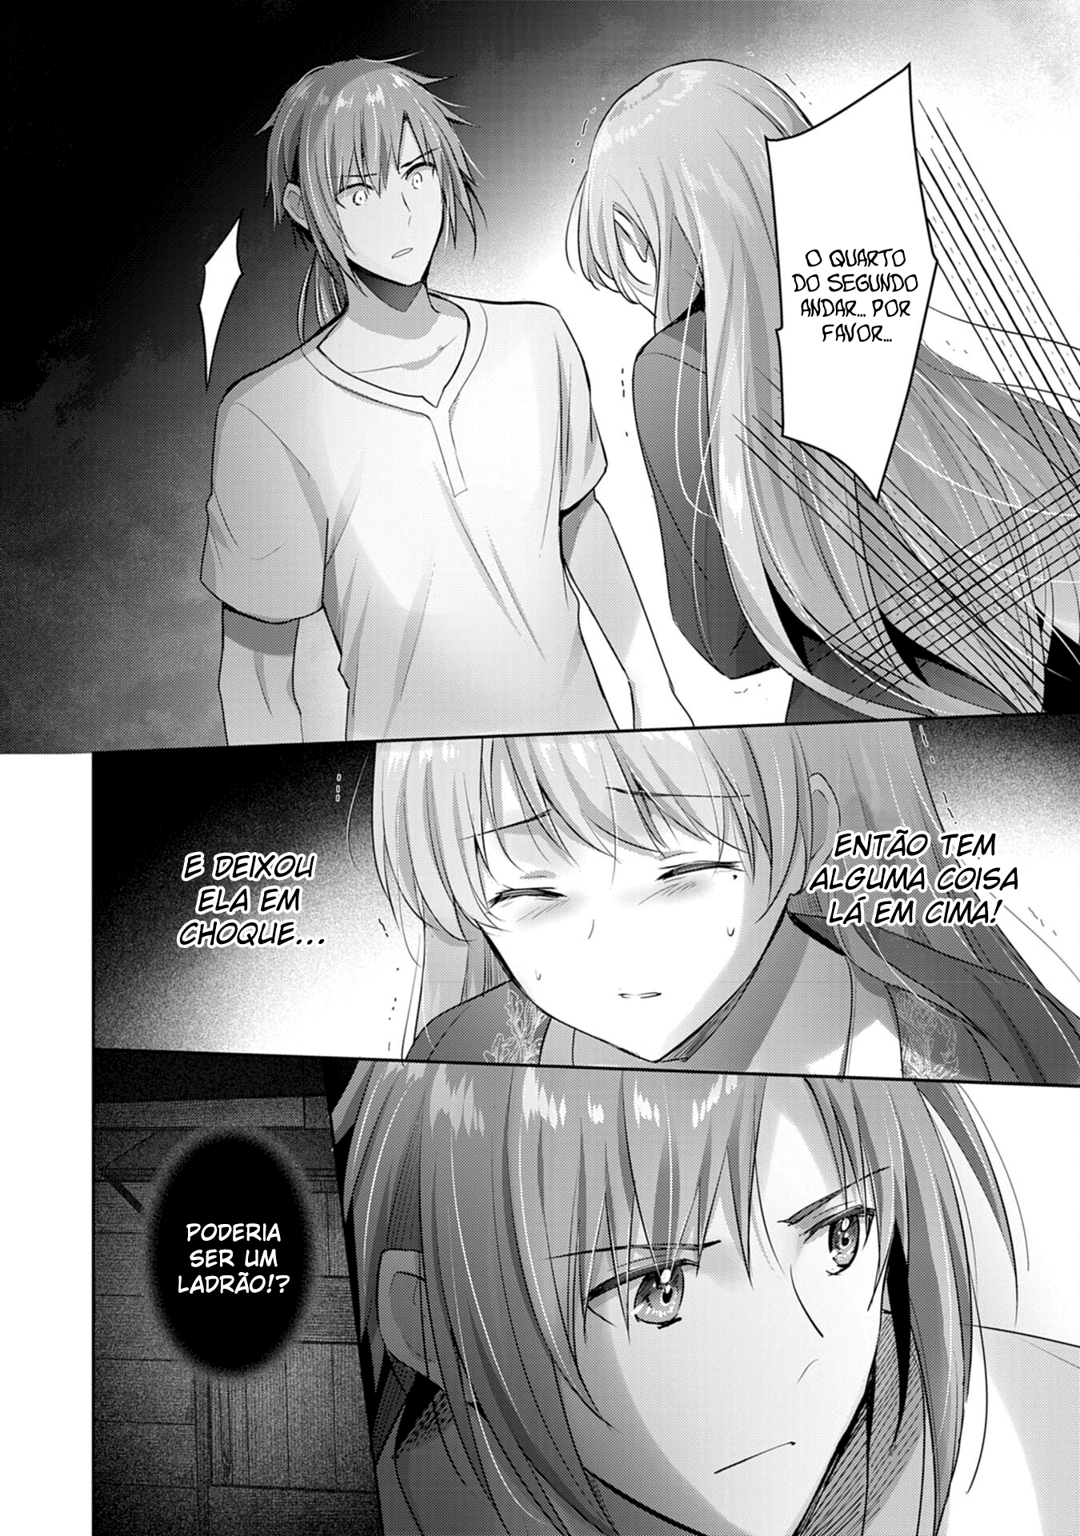 O QUARTO
DO SEGUNDO
ANDAR... POR
FAVOR...
ENTÃO TEM
ALGUMA COISA
LÁ EM CIMA!
E DEIXOU
ELA EM
CHOQUE...
PODERIA
SER UM
LADRÃO!?